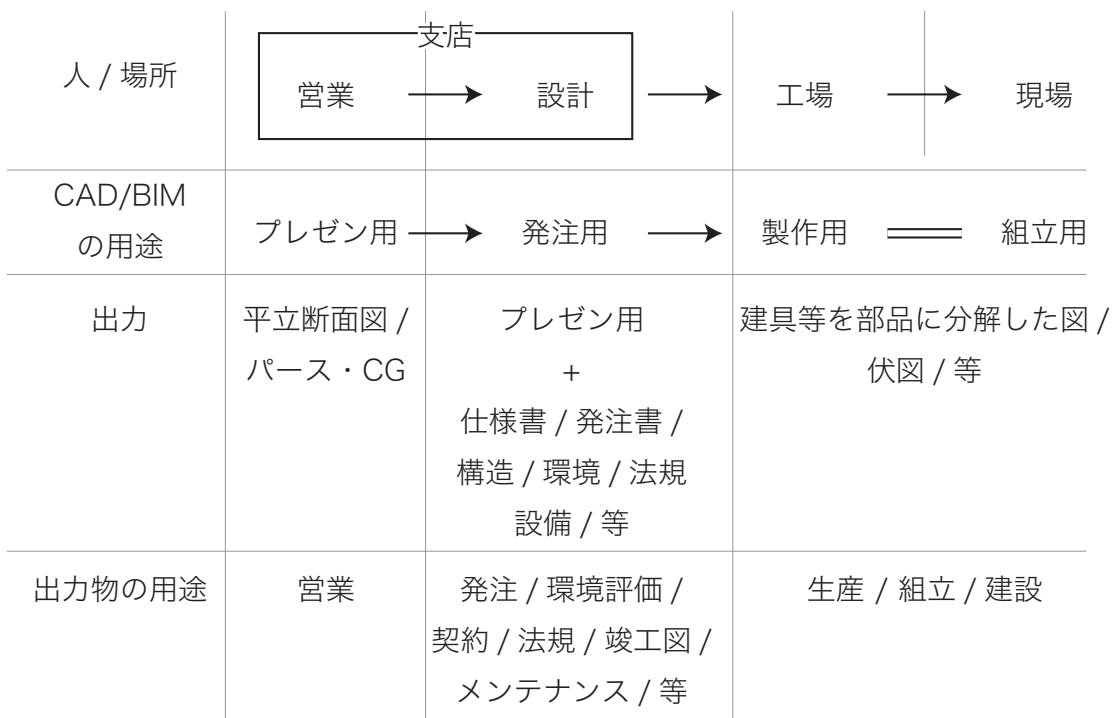 支店
人 / 場所
営業
設計
工場
現場
CAD/BIM
の用途
プレゼン用
発注用
製作用
組立用
出力
平立断面図 /
パース・CG
プレゼン用
+
仕様書 / 発注書 /
構造 / 環境 / 法規
設備 / 等
建具等を部品に分解した図 /
伏図 / 等
出力物の用途
営業
発注 / 環境評価 /
契約 / 法規 / 竣工図 /
メンテナンス / 等
生産 / 組立 / 建設